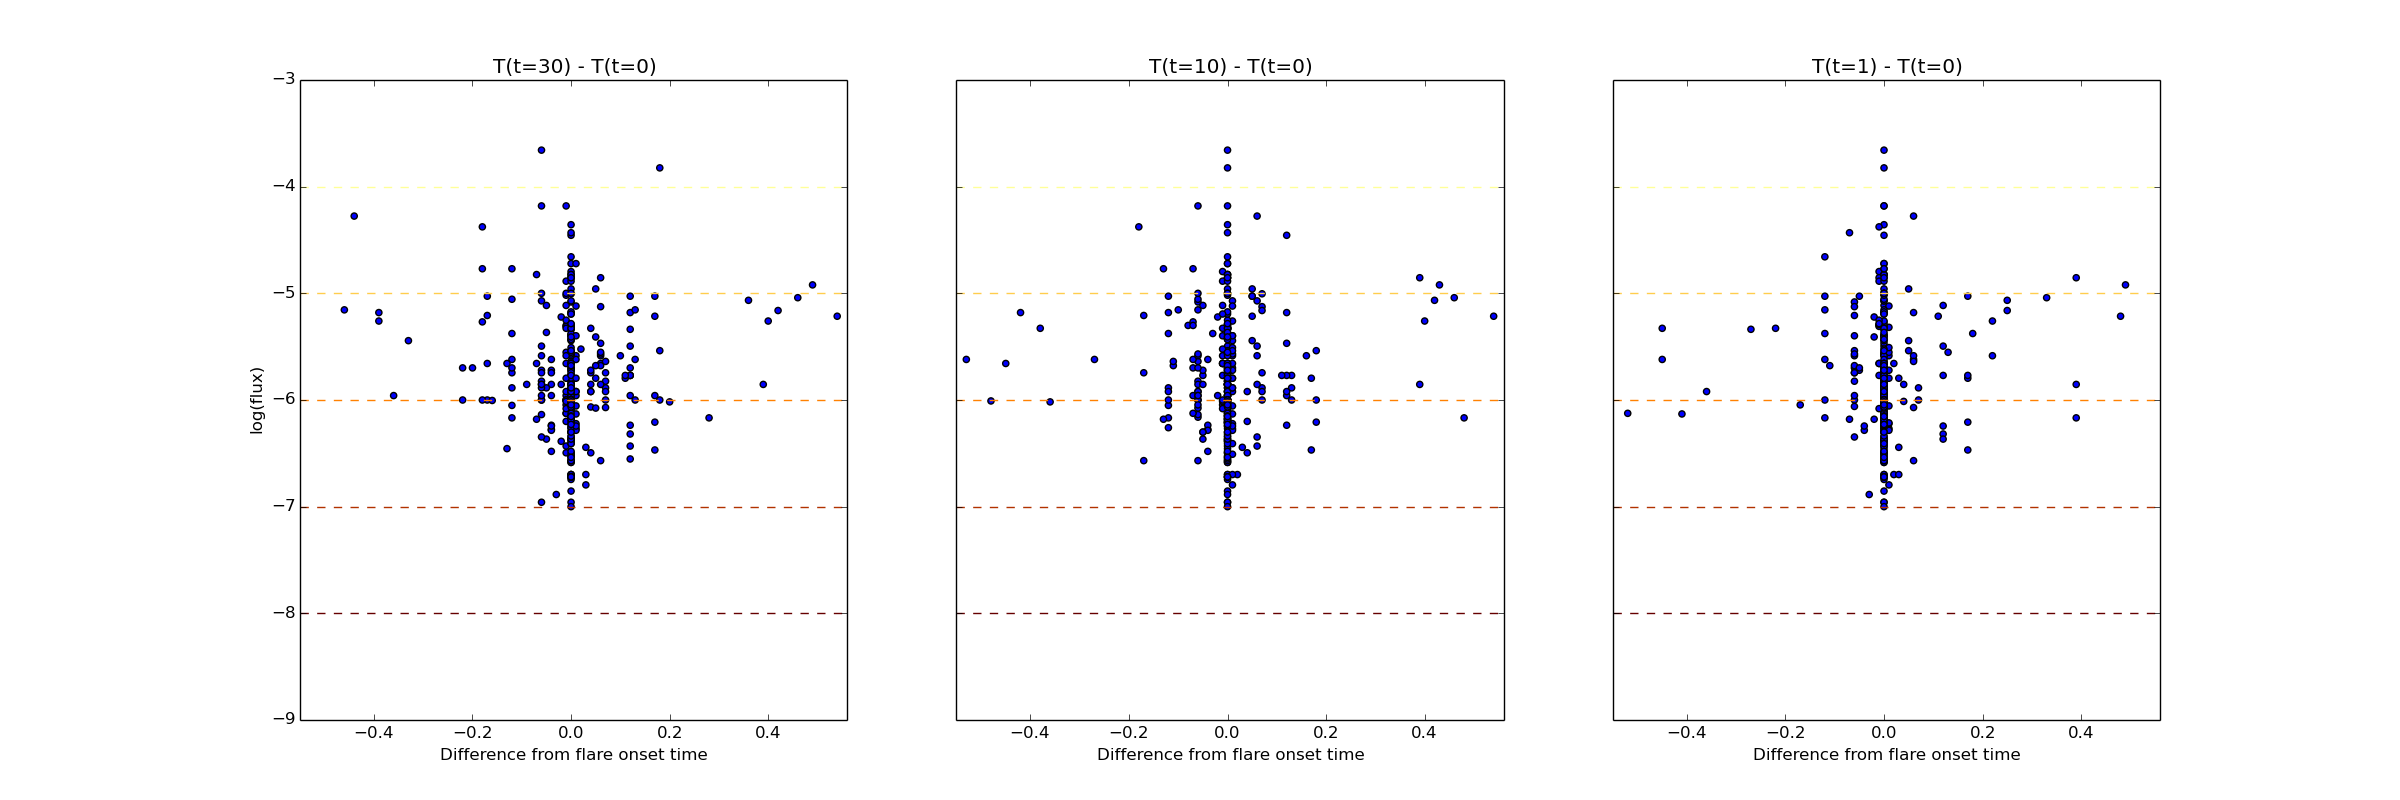 T(t=30) - T(t=0)
T(t=10) - T(t=0)
T(t=1) - T(t=0)
−3
−4
−5
−6
−7
−8
−9
log(flux)
−0.4 −0.2 0.0 0.2 0.4
−0.4 −0.2 0.0 0.2 0.4
−0.4 −0.2 0.0 0.2 0.4
Difference from flare onset time
Difference from flare onset time
Difference from flare onset time